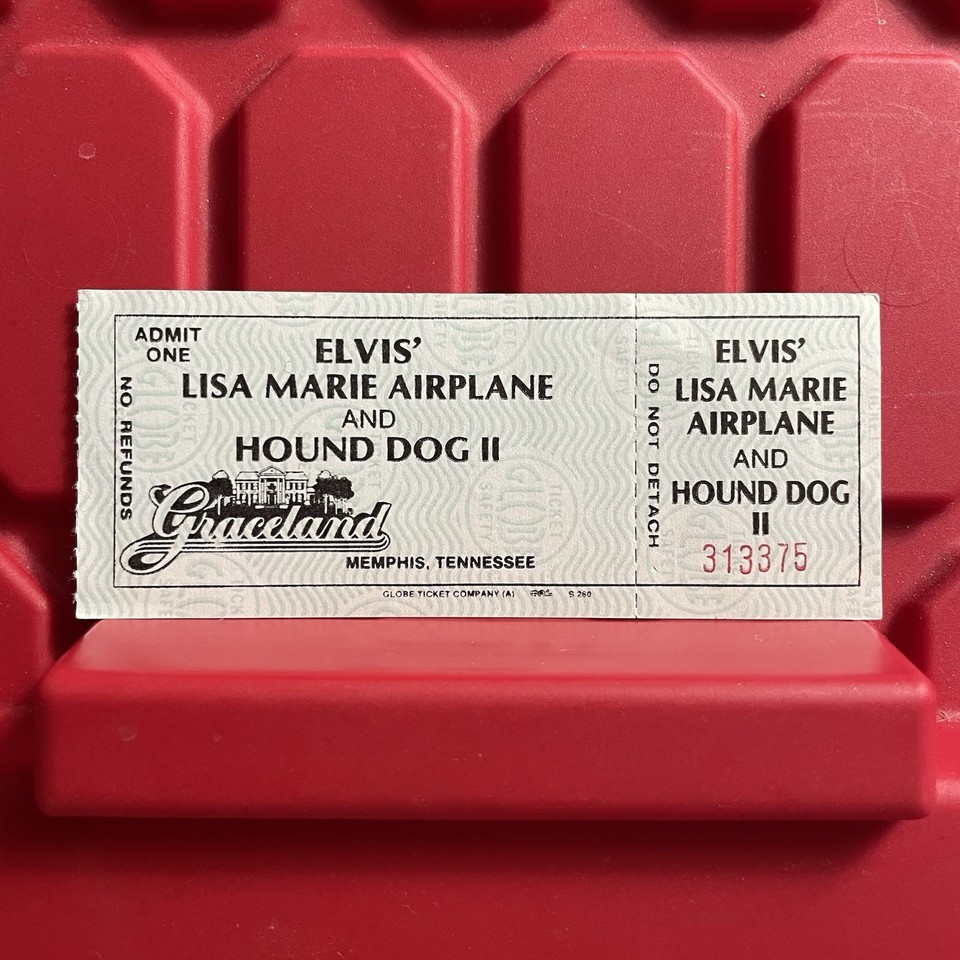 ADMIT
ONE
NO REFUNDS
ELVIS’
LISA MARIE AIRPLANE
AND
HOUND DOG II
Graceland
MEMPHIS, TENNESSEE
GLOBE TICKET COMPANY (A) S 260
DO NOT DETACH
ELVIS’
LISA MARIE
AIRPLANE
AND
HOUND DOG
II
313375